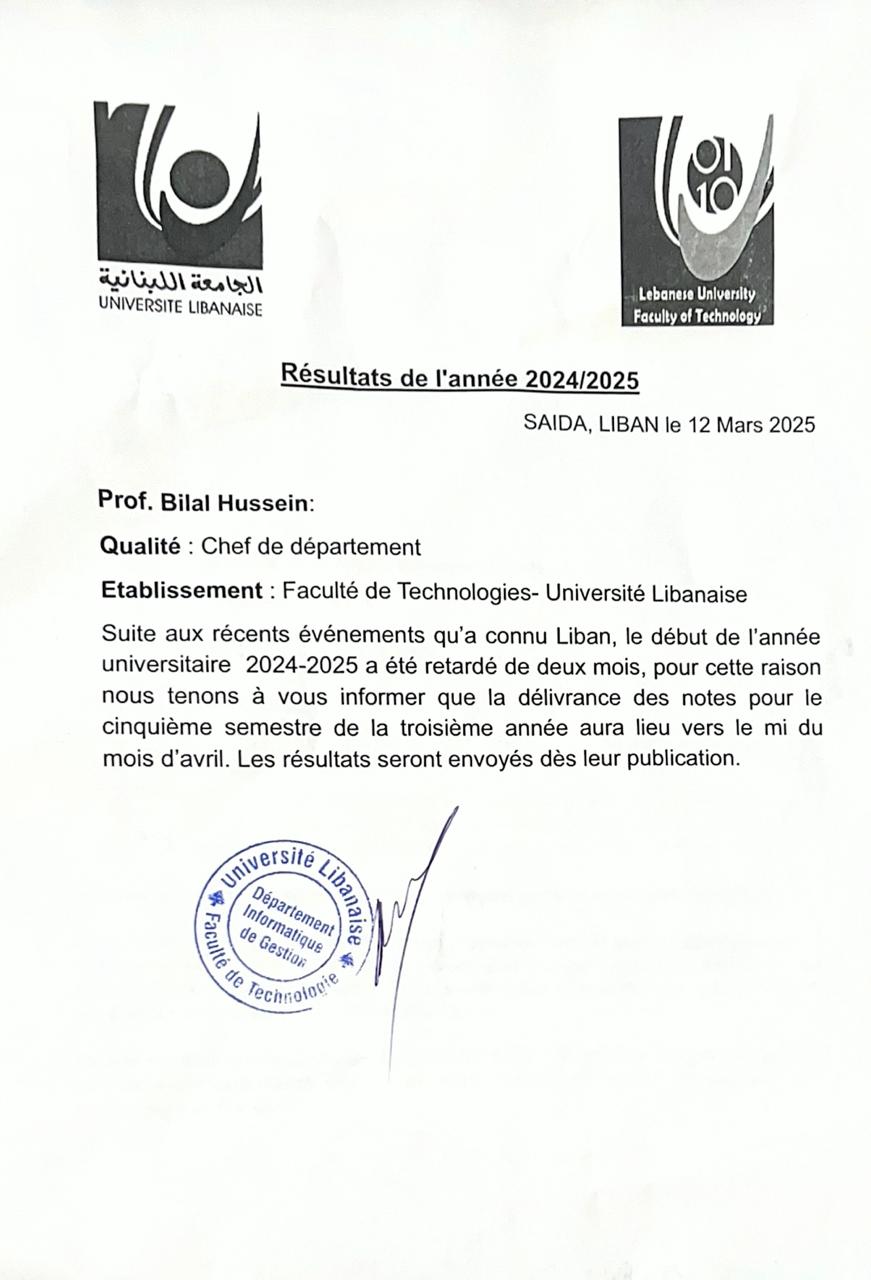 الجامعة اللبنانية
UNIVERSITE LIBANAISE
01
10
Lebanese University
Faculty of Technology
Résultats de l'année 2024/2025
SAIDA, LIBAN le 12 Mars 2025
Prof. Bilal Hussein:
Qualité : Chef de département
Etablissement : Faculté de Technologies- Université Libanaise
Suite aux récents événements qu'a connu Liban, le début de l'année
universitaire 2024-2025 a été retardé de deux mois, pour cette raison
nous tenons à vous informer que la délivrance des notes pour le
cinquième semestre de la troisième année aura lieu vers le mi du
mois d'avril. Les résultats seront envoyés dès leur publication.
Université Libanaise
Département
Informatique
de Gestion
Faculté de Technologie